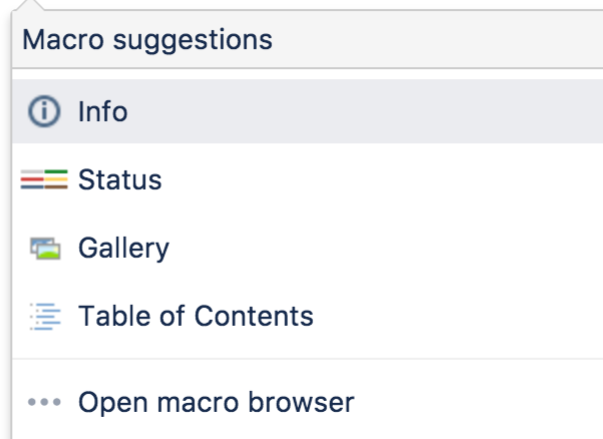 Macro suggestions
Info
Status
Gallery
Table of Contents
Open macro browser